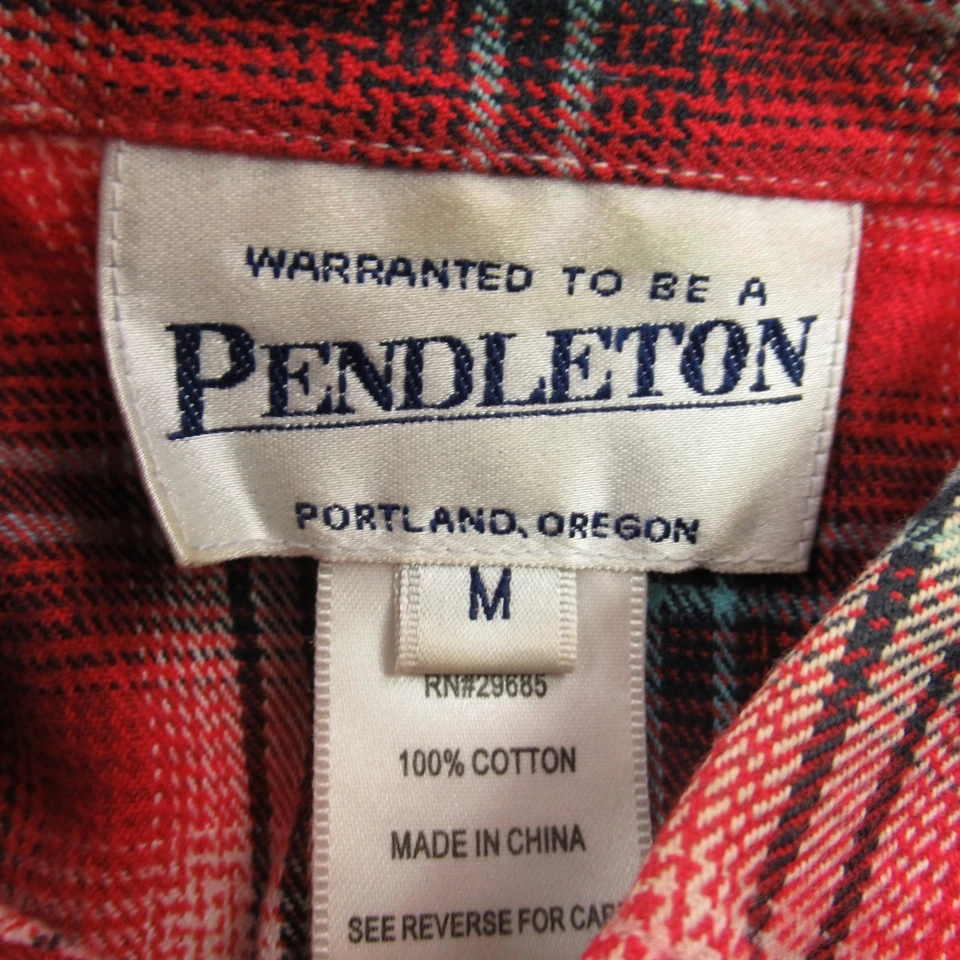 WARRANTED TO BE A
PENDLETON
PORTLAND, OREGON
M
RN#29685
100% COTTON
MADE IN CHINA
SEE REVERSE FOR